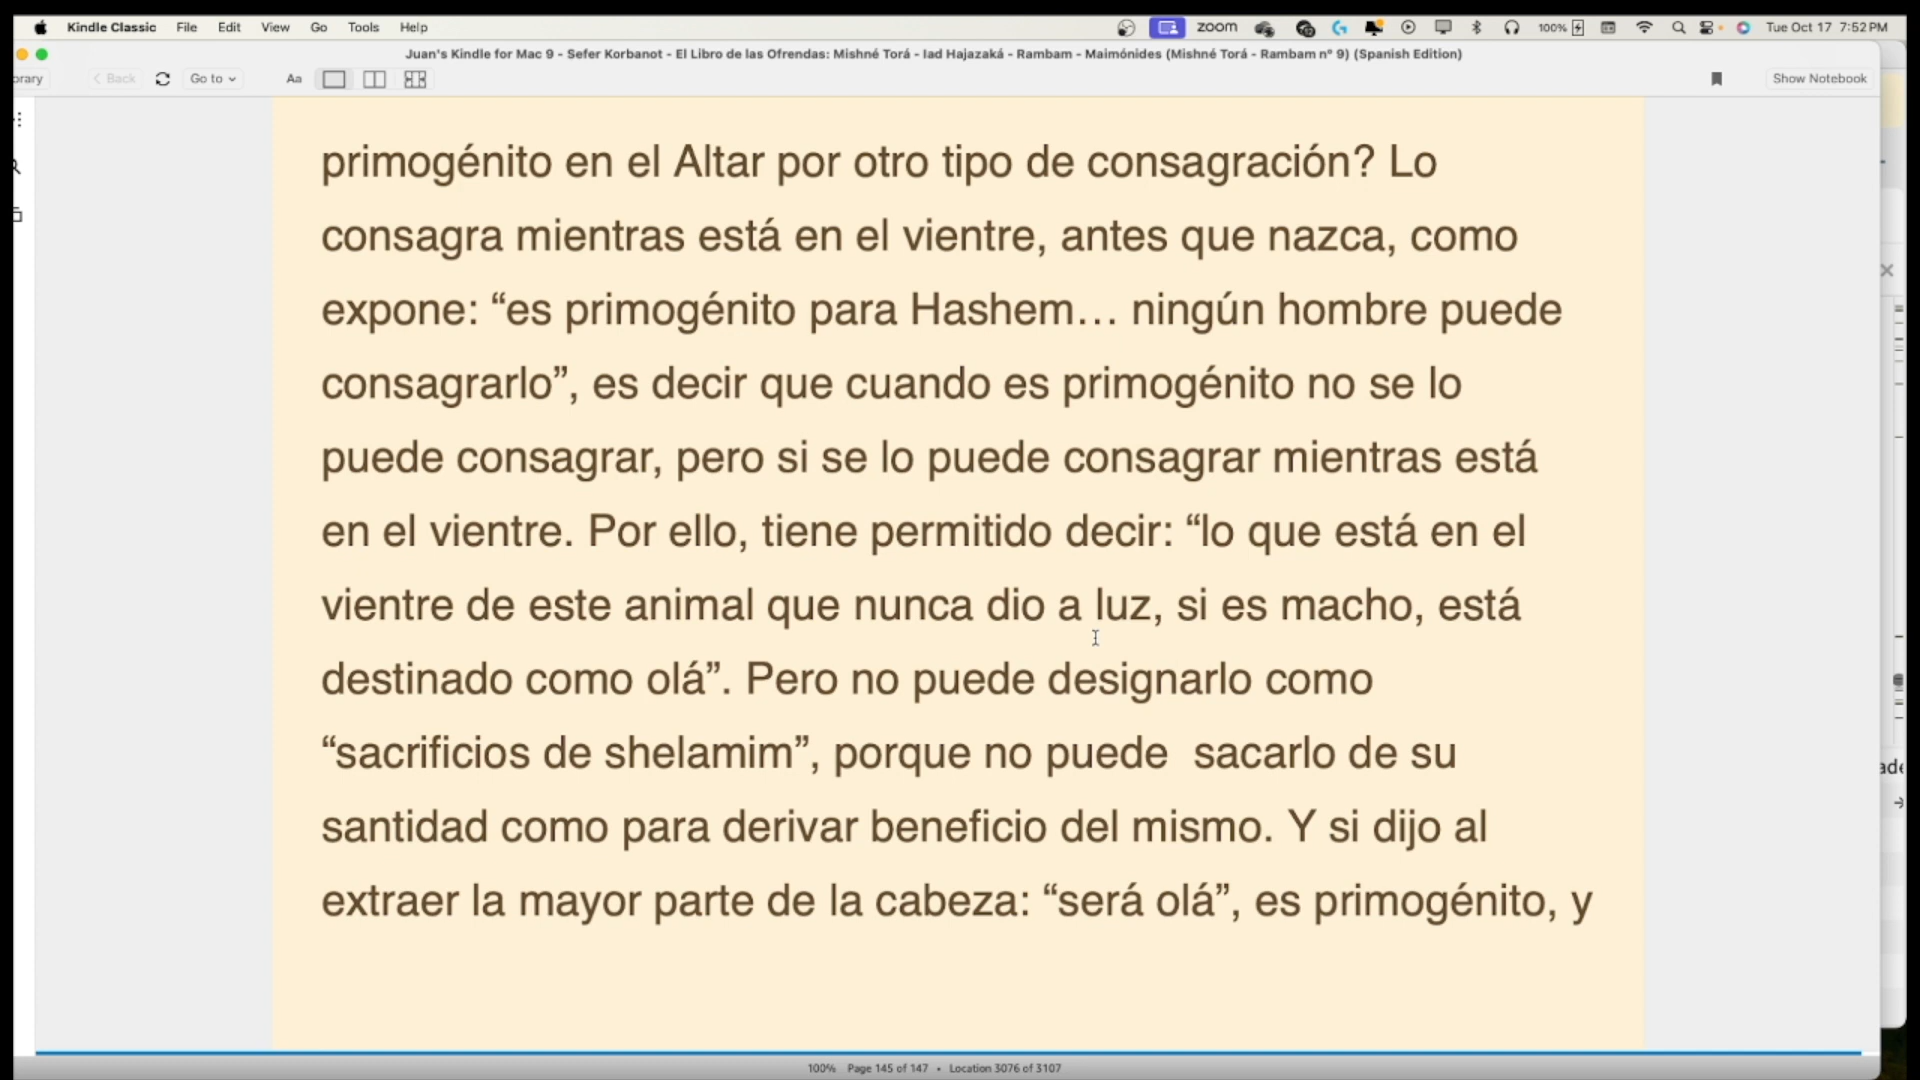 Kindle Classic File Edit View Go Tools Help zoom 100% Tue Oct 17 7:52 PM
Juan's Kindle for Mac 9 - Sefer Korbanot - El Libro de las Ofrendas: Mishné Torá - Iad Hajazaká - Rambam - Maimónides (Mishné Torá - Rambam nº 9) (Spanish Edition)
Back Go to Aa Show Notebook
primogénito en el Altar por otro tipo de consagración? Lo
consagra mientras está en el vientre, antes que nazca, como
expone: “es primogénito para Hashem… ningún hombre puede
consagrarlo”, es decir que cuando es primogénito no se lo
puede consagrar, pero si se lo puede consagrar mientras está
en el vientre. Por ello, tiene permitido decir: “lo que está en el
vientre de este animal que nunca dio a luz, si es macho, está
destinado como olá”. Pero no puede designarlo como
“sacrificios de shelamim”, porque no puede  sacarlo de su
santidad como para derivar beneficio del mismo. Y si dijo al
extraer la mayor parte de la cabeza: “será olá”, es primogénito, y
100% Page 145 of 147 • Location 3076 of 3107